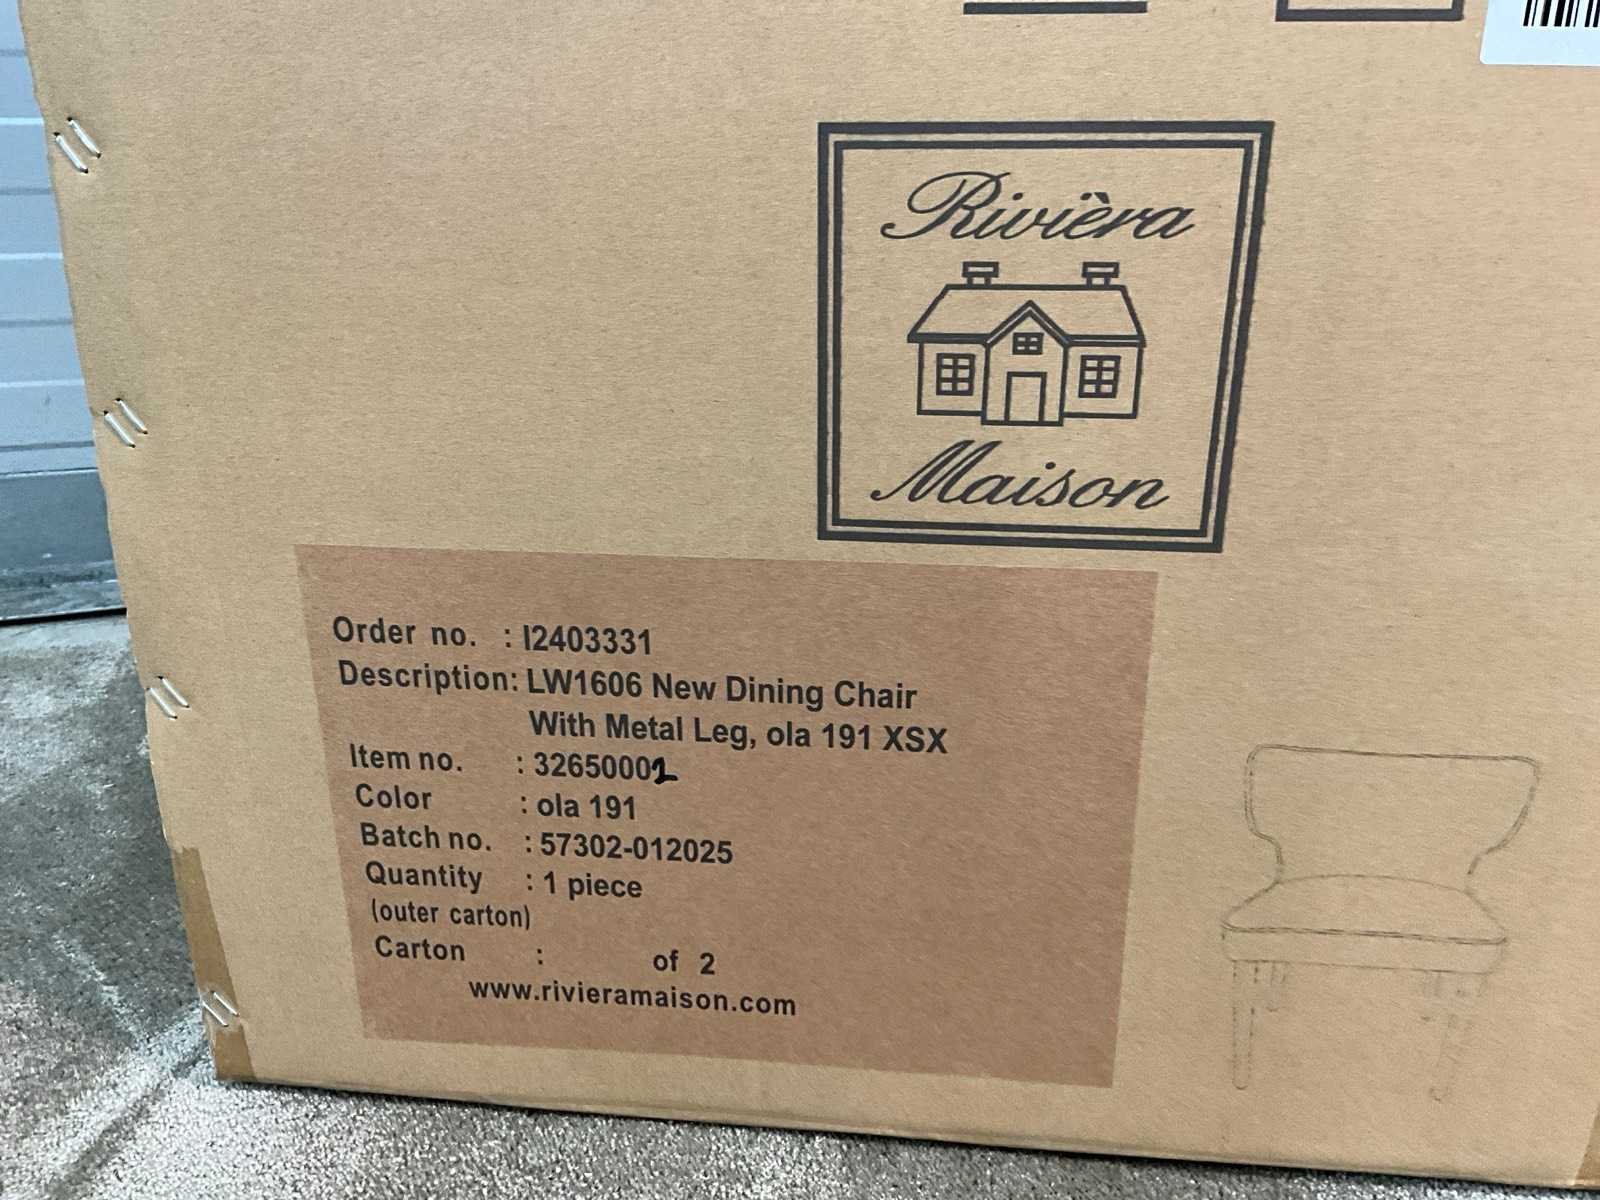 Rivièra
Maison
Order no. : I2403331
Description: LW1606 New Dining Chair
With Metal Leg, ola 191 XSX
Item no. : 32650002
Color : ola 191
Batch no. : 57302-012025
Quantity : 1 piece
(outer carton)
Carton : of 2
www.rivieramaison.com